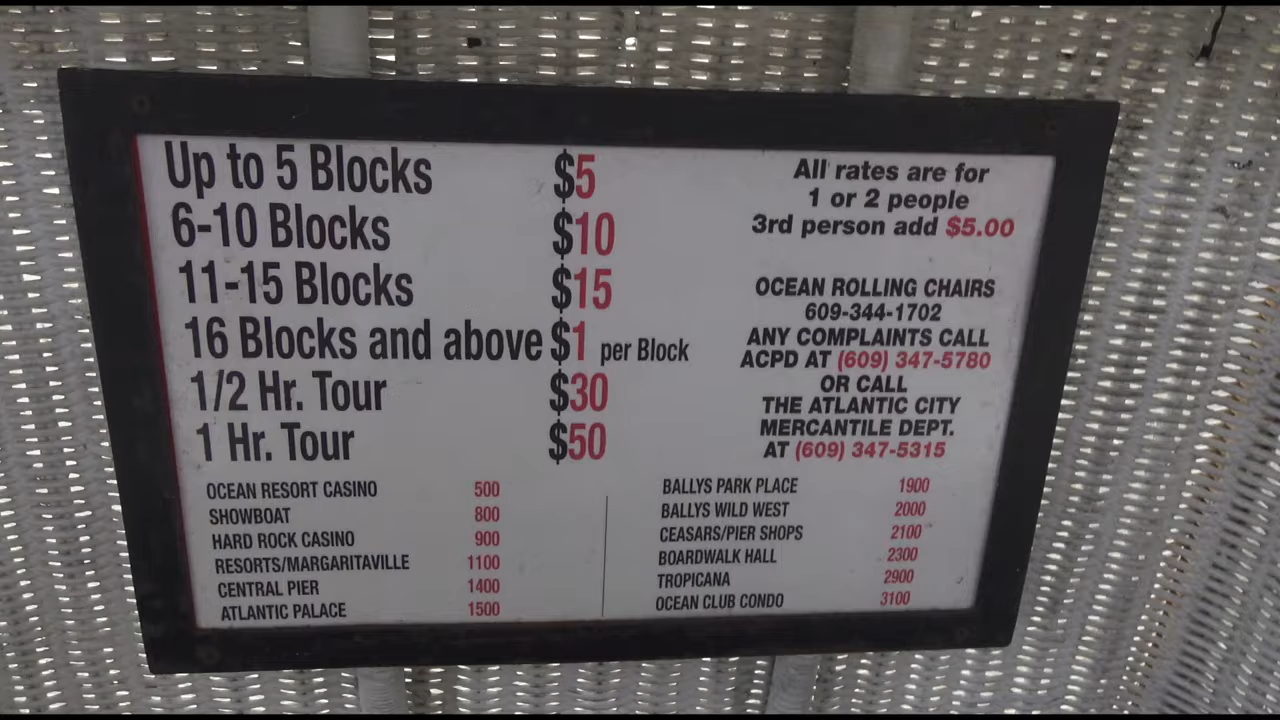 Up to 5 Blocks $5
6-10 Blocks $10
11-15 Blocks $15
16 Blocks and above $1 per Block
1/2 Hr. Tour $30
1 Hr. Tour $50
All rates are for
1 or 2 people
3rd person add $5.00
OCEAN ROLLING CHAIRS
609-344-1702
ANY COMPLAINTS CALL
ACPD AT (609) 347-5780
OR CALL
THE ATLANTIC CITY
MERCANTILE DEPT.
AT (609) 347-5315
OCEAN RESORT CASINO 500
SHOWBOAT 800
HARD ROCK CASINO 900
RESORTS/MARGARITAVILLE 1100
CENTRAL PIER 1400
ATLANTIC PALACE 1500
BALLYS PARK PLACE 1900
BALLYS WILD WEST 2000
CEASARS/PIER SHOPS 2100
BOARDWALK HALL 2300
TROPICANA 2900
OCEAN CLUB CONDO 3100